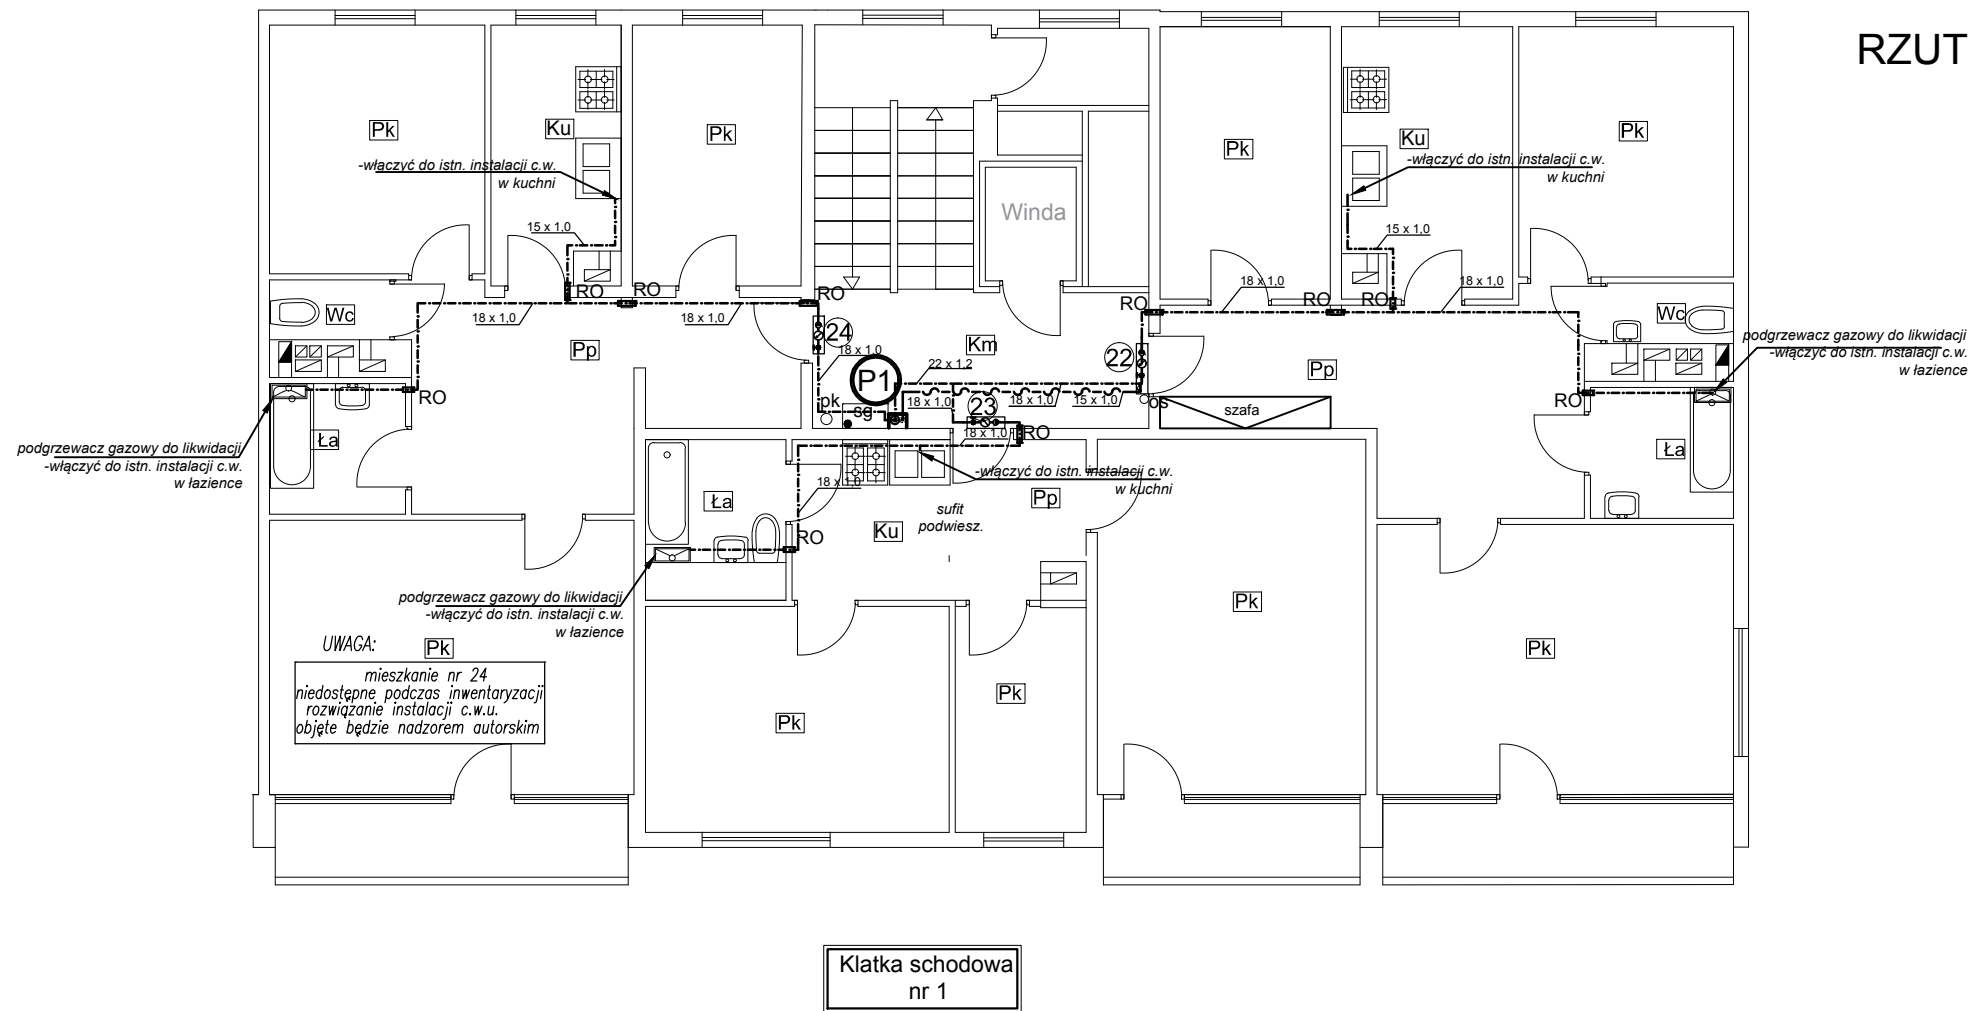 RZUT
Pk
Ku
Pk
Pk
Ku
Pk
-włączyć do istn. instalacji c.w.
w kuchni
-włączyć do istn. instalacji c.w.
w kuchni
Winda
15 x 1,0
15 x 1,0
RO
RO
RO
18 x 1,0
18 x 1,0
RO
RO
RO
18 x 1,0
18 x 1,0
Wc
Pp
24
18 x 1,0
Km
22
Pp
Wc
podgrzewacz gazowy do likwidacji
-włączyć do istn. instalacji c.w.
w łazience
P1
22 x 1.2
RO
pk
sg
18 x 1,0
23
18 x 1,0
15 x 1,0
os
szafa
RO
podgrzewacz gazowy do likwidacji
-włączyć do istn. instalacji c.w.
w łazience
Ła
18 x 1,0
RO
Ła
-włączyć do istn. instalacji c.w.
w kuchni
18 x 1,0
Ła
Pp
sufit
podwiesz.
RO
Ku
podgrzewacz gazowy do likwidacji
-włączyć do istn. instalacji c.w.
w łazience
Pk
UWAGA:
Pk
Pk
mieszkanie nr 24
niedostępne podczas inwentaryzacji
rozwiązanie instalacji c.w.u.
objęte będzie nadzorem autorskim
Pk
Pk
Klatka schodowa
nr 1